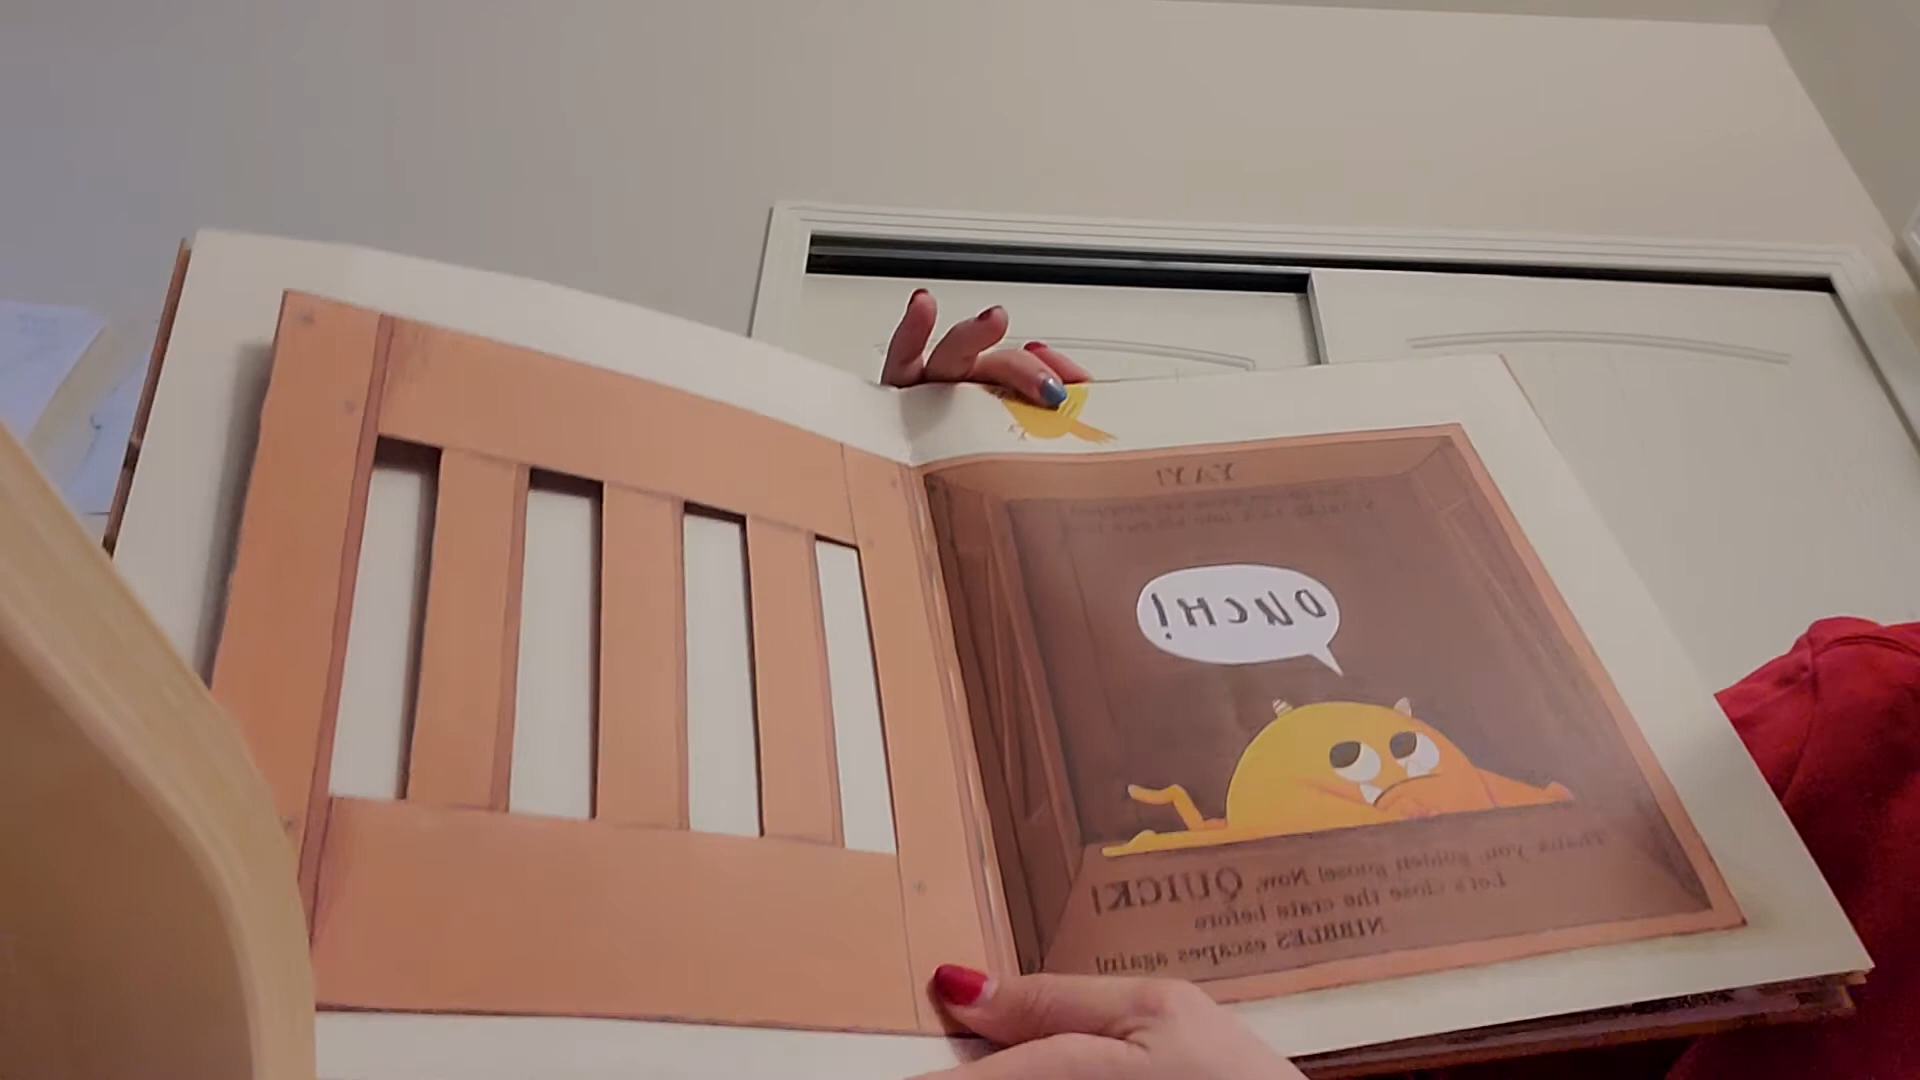 YAY!
OUCH!
Thank you, golden goose! Now, QUICK!
Let's close the crate before
NIBBLES escapes again!